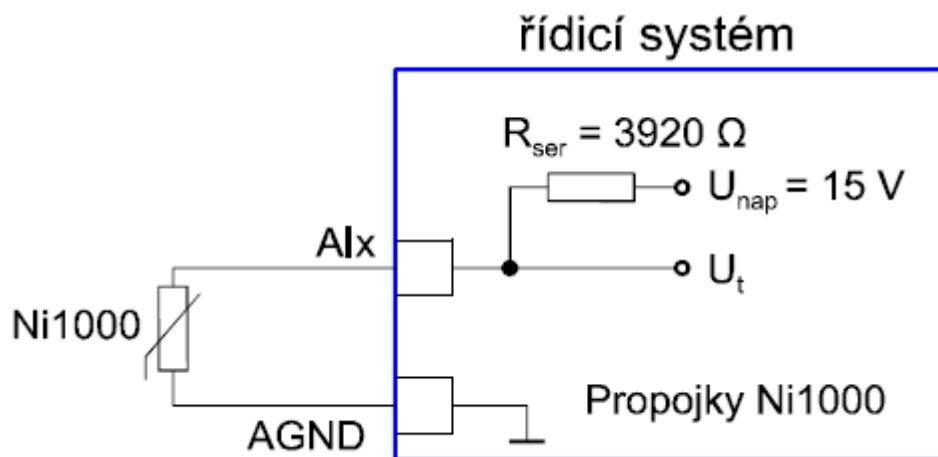 řídicí systém
R_ser = 3920 Ω
U_nap = 15 V
AIx
U_t
Ni1000
Propojky Ni1000
AGND